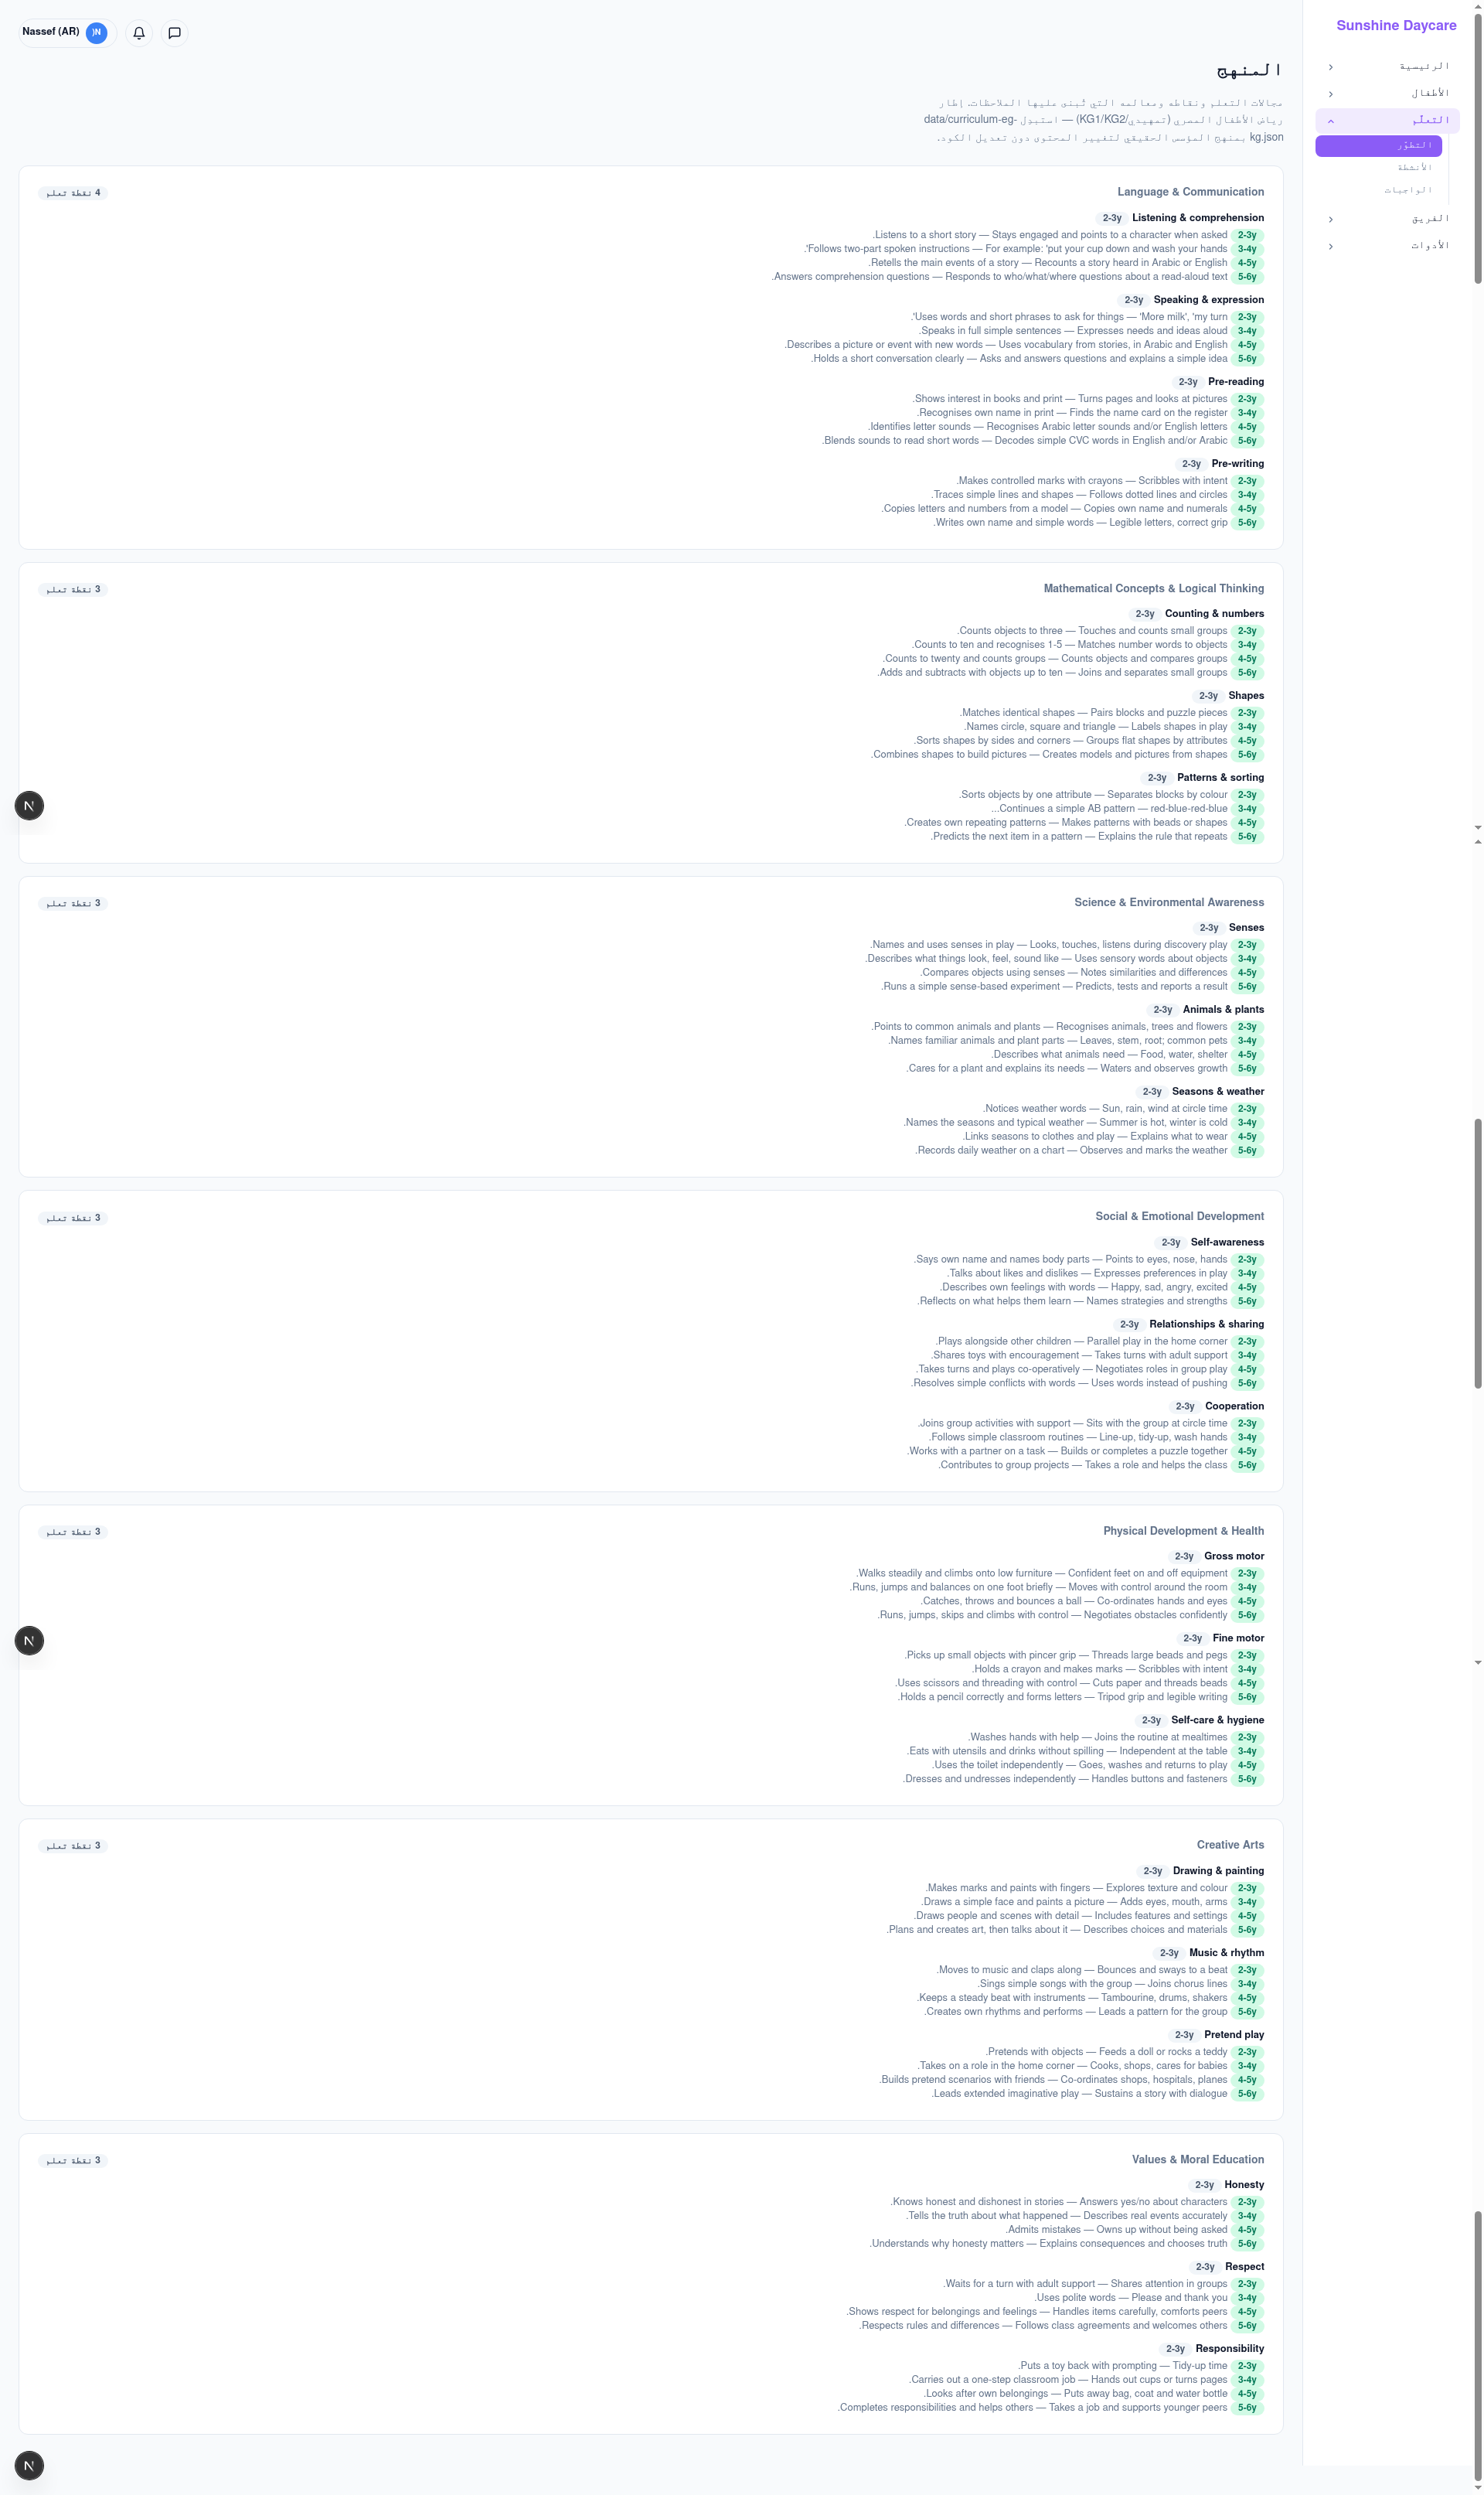 Sunshine Daycare
الرئيسية
الأطفال
التعلّم
التطوّر
الأنشطة
الواجبات
الفريق
الأدوات
Nassef (AR)
N(
المنهج
مجالات التعلم ونقاطه ومعالمه التي تُبنى عليها الملاحظات. إطار
رياض الأطفال المصري (تمهيدي/KG1/KG2) — استبدِل data/curriculum-eg-
kg.json بمنهج المؤسس الحقيقي لتغيير المحتوى دون تعديل الكود.
Language & Communication
4 نقطة تعلم
Listening & comprehension 2-3y
2-3y Listens to a short story — Stays engaged and points to a character when asked.
3-4y Follows two-part spoken instructions — For example: 'put your cup down and wash your hands'.
4-5y Retells the main events of a story — Recounts a story heard in Arabic or English.
5-6y Answers comprehension questions — Responds to who/what/where questions about a read-aloud text.
Speaking & expression 2-3y
2-3y Uses words and short phrases to ask for things — 'More milk', 'my turn'.
3-4y Speaks in full simple sentences — Expresses needs and ideas aloud.
4-5y Describes a picture or event with new words — Uses vocabulary from stories, in Arabic and English.
5-6y Holds a short conversation clearly — Asks and answers questions and explains a simple idea.
Pre-reading 2-3y
2-3y Shows interest in books and print — Turns pages and looks at pictures.
3-4y Recognises own name in print — Finds the name card on the register.
4-5y Identifies letter sounds — Recognises Arabic letter sounds and/or English letters.
5-6y Blends sounds to read short words — Decodes simple CVC words in English and/or Arabic.
Pre-writing 2-3y
2-3y Makes controlled marks with crayons — Scribbles with intent.
3-4y Traces simple lines and shapes — Follows dotted lines and circles.
4-5y Copies letters and numbers from a model — Copies own name and numerals.
5-6y Writes own name and simple words — Legible letters, correct grip.
Mathematical Concepts & Logical Thinking
3 نقطة تعلم
Counting & numbers 2-3y
2-3y Counts objects to three — Touches and counts small groups.
3-4y Counts to ten and recognises 1-5 — Matches number words to objects.
4-5y Counts to twenty and counts groups — Counts objects and compares groups.
5-6y Adds and subtracts with objects up to ten — Joins and separates small groups.
Shapes 2-3y
2-3y Matches identical shapes — Pairs blocks and puzzle pieces.
3-4y Names circle, square and triangle — Labels shapes in play.
4-5y Sorts shapes by sides and corners — Groups flat shapes by attributes.
5-6y Combines shapes to build pictures — Creates models and pictures from shapes.
Patterns & sorting 2-3y
2-3y Sorts objects by one attribute — Separates blocks by colour.
3-4y Continues a simple AB pattern — red-blue-red-blue...
4-5y Creates own repeating patterns — Makes patterns with beads or shapes.
5-6y Predicts the next item in a pattern — Explains the rule that repeats.
Science & Environmental Awareness
3 نقطة تعلم
Senses 2-3y
2-3y Names and uses senses in play — Looks, touches, listens during discovery play.
3-4y Describes what things look, feel, sound like — Uses sensory words about objects.
4-5y Compares objects using senses — Notes similarities and differences.
5-6y Runs a simple sense-based experiment — Predicts, tests and reports a result.
Animals & plants 2-3y
2-3y Points to common animals and plants — Recognises animals, trees and flowers.
3-4y Names familiar animals and plant parts — Leaves, stem, root; common pets.
4-5y Describes what animals need — Food, water, shelter.
5-6y Cares for a plant and explains its needs — Waters and observes growth.
Seasons & weather 2-3y
2-3y Notices weather words — Sun, rain, wind at circle time.
3-4y Names the seasons and typical weather — Summer is hot, winter is cold.
4-5y Links seasons to clothes and play — Explains what to wear.
5-6y Records daily weather on a chart — Observes and marks the weather.
Social & Emotional Development
3 نقطة تعلم
Self-awareness 2-3y
2-3y Says own name and names body parts — Points to eyes, nose, hands.
3-4y Talks about likes and dislikes — Expresses preferences in play.
4-5y Describes own feelings with words — Happy, sad, angry, excited.
5-6y Reflects on what helps them learn — Names strategies and strengths.
Relationships & sharing 2-3y
2-3y Plays alongside other children — Parallel play in the home corner.
3-4y Shares toys with encouragement — Takes turns with adult support.
4-5y Takes turns and plays co-operatively — Negotiates roles in group play.
5-6y Resolves simple conflicts with words — Uses words instead of pushing.
Cooperation 2-3y
2-3y Joins group activities with support — Sits with the group at circle time.
3-4y Follows simple classroom routines — Line-up, tidy-up, wash hands.
4-5y Works with a partner on a task — Builds or completes a puzzle together.
5-6y Contributes to group projects — Takes a role and helps the class.
Physical Development & Health
3 نقطة تعلم
Gross motor 2-3y
2-3y Walks steadily and climbs onto low furniture — Confident feet on and off equipment.
3-4y Runs, jumps and balances on one foot briefly — Moves with control around the room.
4-5y Catches, throws and bounces a ball — Co-ordinates hands and eyes.
5-6y Runs, jumps, skips and climbs with control — Negotiates obstacles confidently.
Fine motor 2-3y
2-3y Picks up small objects with pincer grip — Threads large beads and pegs.
3-4y Holds a crayon and makes marks — Scribbles with intent.
4-5y Uses scissors and threading with control — Cuts paper and threads beads.
5-6y Holds a pencil correctly and forms letters — Tripod grip and legible writing.
Self-care & hygiene 2-3y
2-3y Washes hands with help — Joins the routine at mealtimes.
3-4y Eats with utensils and drinks without spilling — Independent at the table.
4-5y Uses the toilet independently — Goes, washes and returns to play.
5-6y Dresses and undresses independently — Handles buttons and fasteners.
Creative Arts
3 نقطة تعلم
Drawing & painting 2-3y
2-3y Makes marks and paints with fingers — Explores texture and colour.
3-4y Draws a simple face and paints a picture — Adds eyes, mouth, arms.
4-5y Draws people and scenes with detail — Includes features and settings.
5-6y Plans and creates art, then talks about it — Describes choices and materials.
Music & rhythm 2-3y
2-3y Moves to music and claps along — Bounces and sways to a beat.
3-4y Sings simple songs with the group — Joins chorus lines.
4-5y Keeps a steady beat with instruments — Tambourine, drums, shakers.
5-6y Creates own rhythms and performs — Leads a pattern for the group.
Pretend play 2-3y
2-3y Pretends with objects — Feeds a doll or rocks a teddy.
3-4y Takes on a role in the home corner — Cooks, shops, cares for babies.
4-5y Builds pretend scenarios with friends — Co-ordinates shops, hospitals, planes.
5-6y Leads extended imaginative play — Sustains a story with dialogue.
Values & Moral Education
3 نقطة تعلم
Honesty 2-3y
2-3y Knows honest and dishonest in stories — Answers yes/no about characters.
3-4y Tells the truth about what happened — Describes real events accurately.
4-5y Admits mistakes — Owns up without being asked.
5-6y Understands why honesty matters — Explains consequences and chooses truth.
Respect 2-3y
2-3y Waits for a turn with adult support — Shares attention in groups.
3-4y Uses polite words — Please and thank you.
4-5y Shows respect for belongings and feelings — Handles items carefully, comforts peers.
5-6y Respects rules and differences — Follows class agreements and welcomes others.
Responsibility 2-3y
2-3y Puts a toy back with prompting — Tidy-up time.
3-4y Carries out a one-step classroom job — Hands out cups or turns pages.
4-5y Looks after own belongings — Puts away bag, coat and water bottle.
5-6y Completes responsibilities and helps others — Takes a job and supports younger peers.